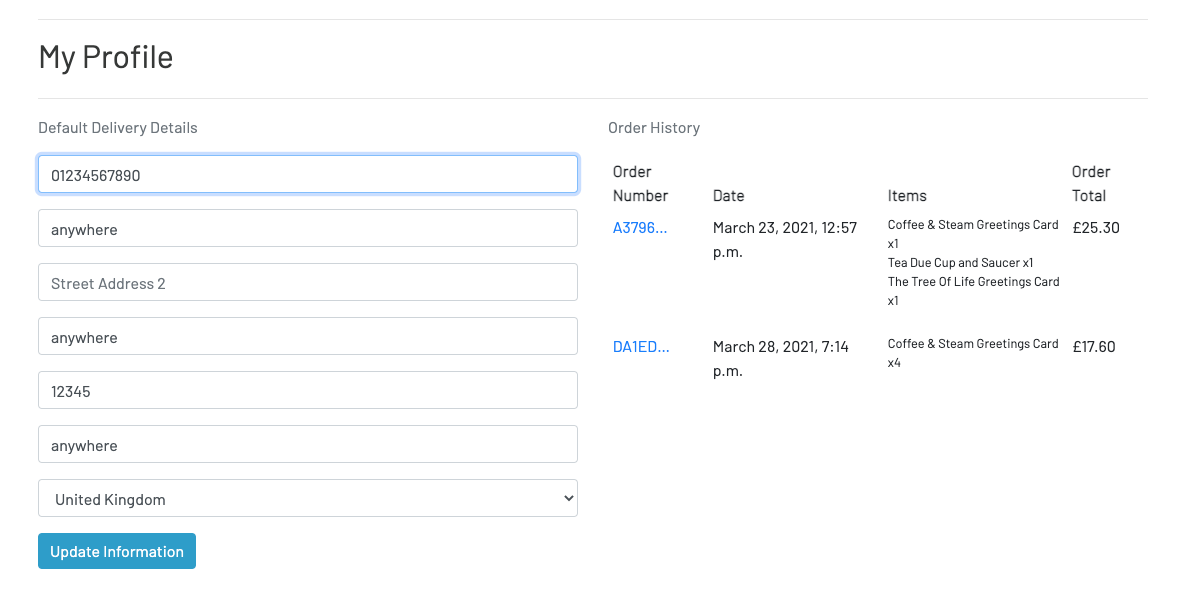 My Profile
Default Delivery Details
01234567890
anywhere
Street Address 2
anywhere
12345
anywhere
United Kingdom
Update Information
Order History
Order
Number
Date
Items
Order
Total
A3796...
March 23, 2021, 12:57
p.m.
Coffee & Steam Greetings Card
x1
Tea Due Cup and Saucer x1
The Tree Of Life Greetings Card
x1
£25.30
DA1ED...
March 28, 2021, 7:14
p.m.
Coffee & Steam Greetings Card
x4
£17.60